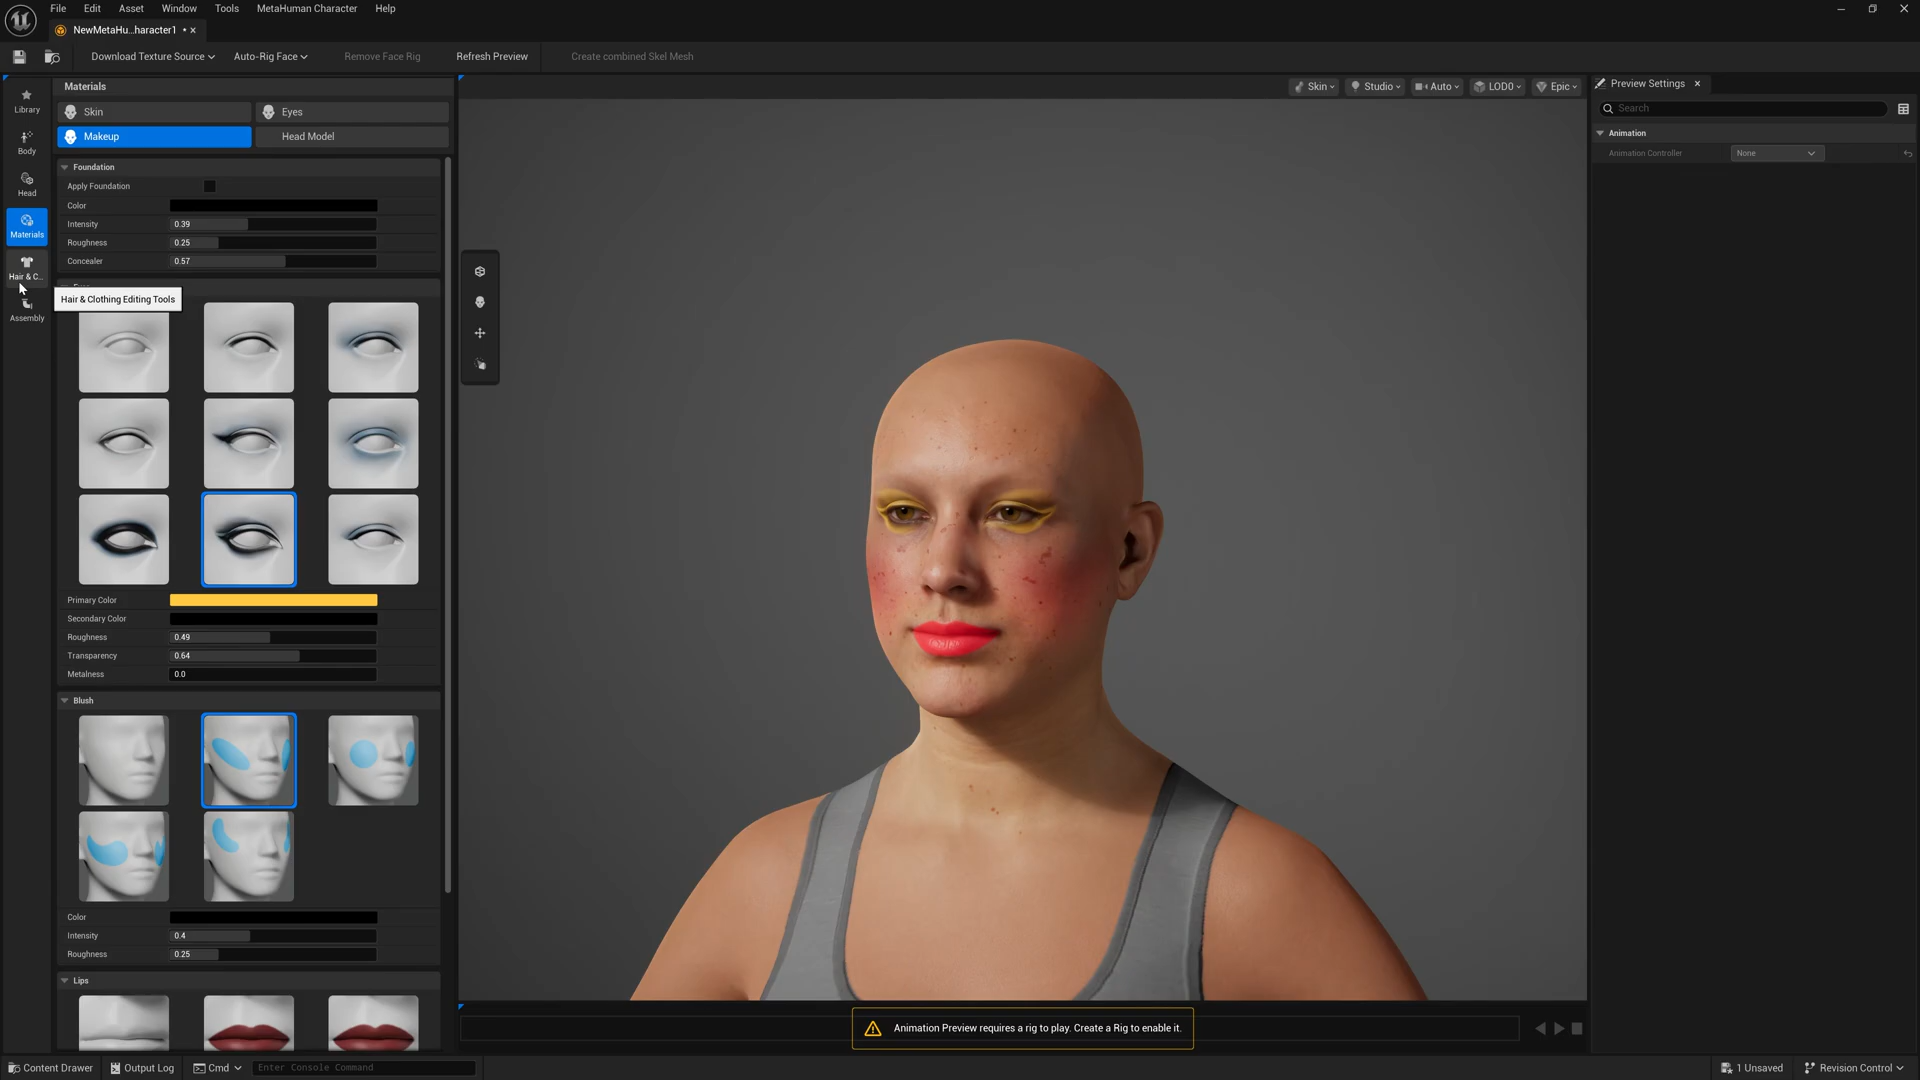 File Edit Asset Window Tools MetaHuman Character Help
NewMetaHu...haracter1
Download Texture Source Auto-Rig Face Remove Face Rig Refresh Preview Create combined Skel Mesh
Library
Body
Head
Materials
Hair & C...
Assembly
Hair & Clothing Editing Tools
Materials
Skin
Eyes
Makeup
Head Model
Foundation
Apply Foundation
Color
Intensity 0.39
Roughness 0.25
Concealer 0.57
Primary Color
Secondary Color
Roughness 0.49
Transparency 0.64
Metalness 0.0
Blush
Color
Intensity 0.4
Roughness 0.25
Lips
Skin Studio Auto LOD0 Epic
Animation Preview requires a rig to play. Create a Rig to enable it.
Preview Settings
Search
Animation
Animation Controller None
Content Drawer Output Log Cmd Enter Console Command
1 Unsaved Revision Control